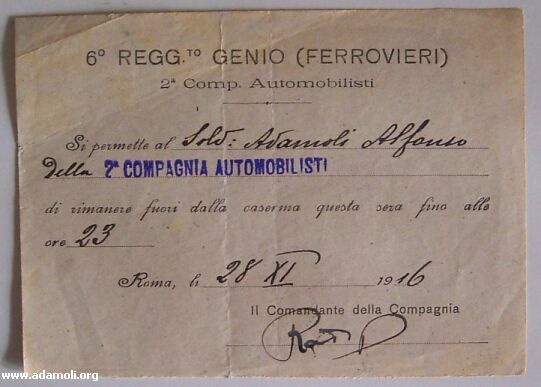 6º REGG.TO GENIO (FERROVIERI)
2ª Comp. Automobilisti
Si permette al Sold: Adamoli Alfonso
della 2ª COMPAGNIA AUTOMOBILISTI
di rimanere fuori dalla caserma questa sera fino alle
ore 23
Roma, lì 28 XI 1916
Il Comandante della Compagnia
www.adamoli.org